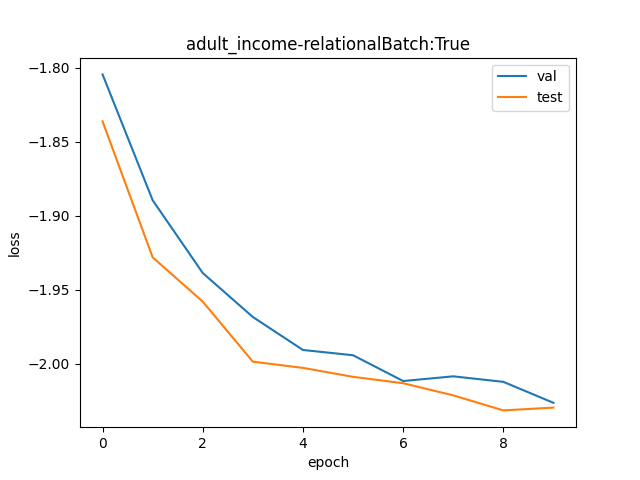 adult_income-relationalBatch:True
val
test
−1.80
−1.85
−1.90
−1.95
−2.00
loss
0
2
4
6
8
epoch